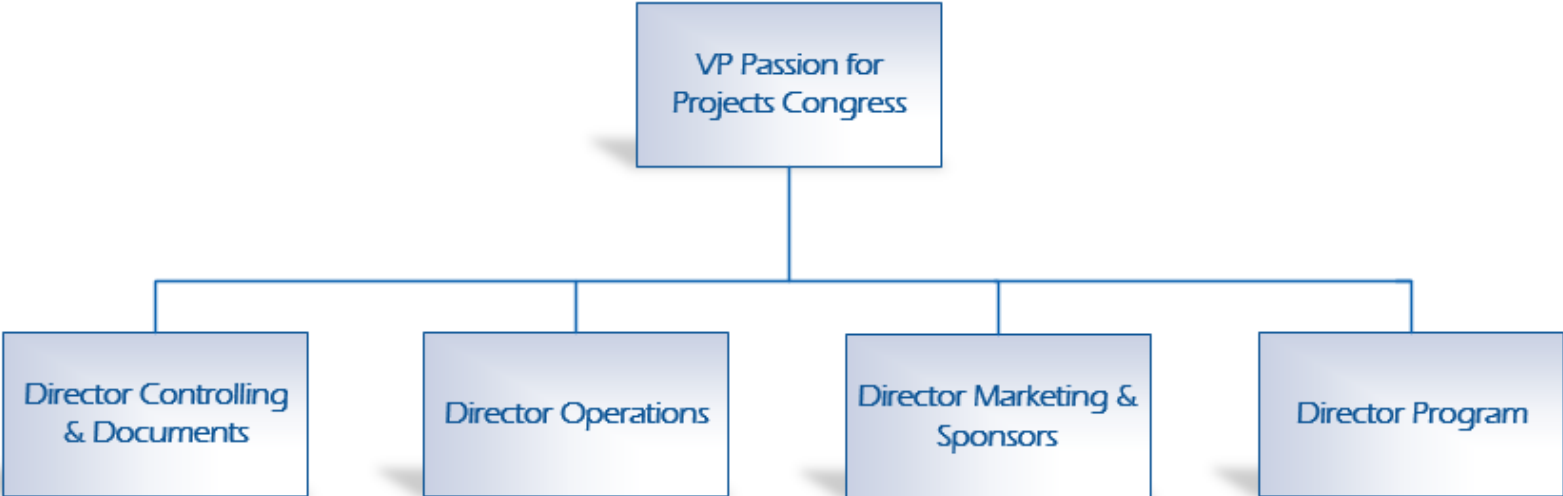 VP Passion for
Projects Congress
Director Controlling
& Documents
Director Operations
Director Marketing &
Sponsors
Director Program